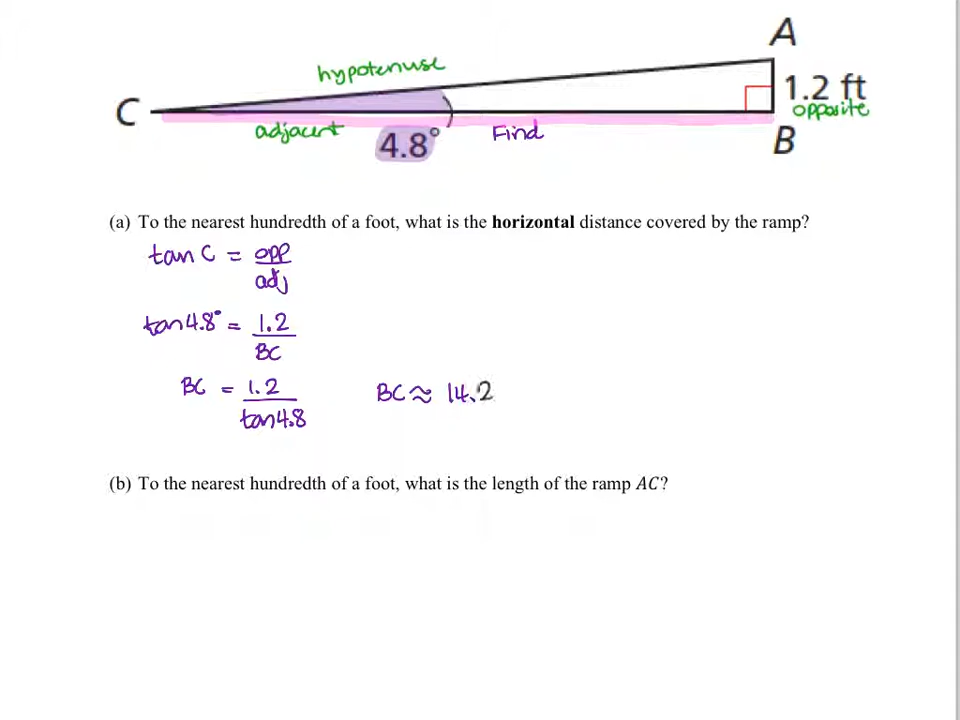 A
hypotenuse
1.2 ft
C
opposite
adjacent
Find
4.8°
B
(a) To the nearest hundredth of a foot, what is the horizontal distance covered by the ramp?
tan C = opp
adj
tan 4.8° = 1.2
BC
BC = 1.2
tan 4.8
BC ≈ 14.2
(b) To the nearest hundredth of a foot, what is the length of the ramp AC?